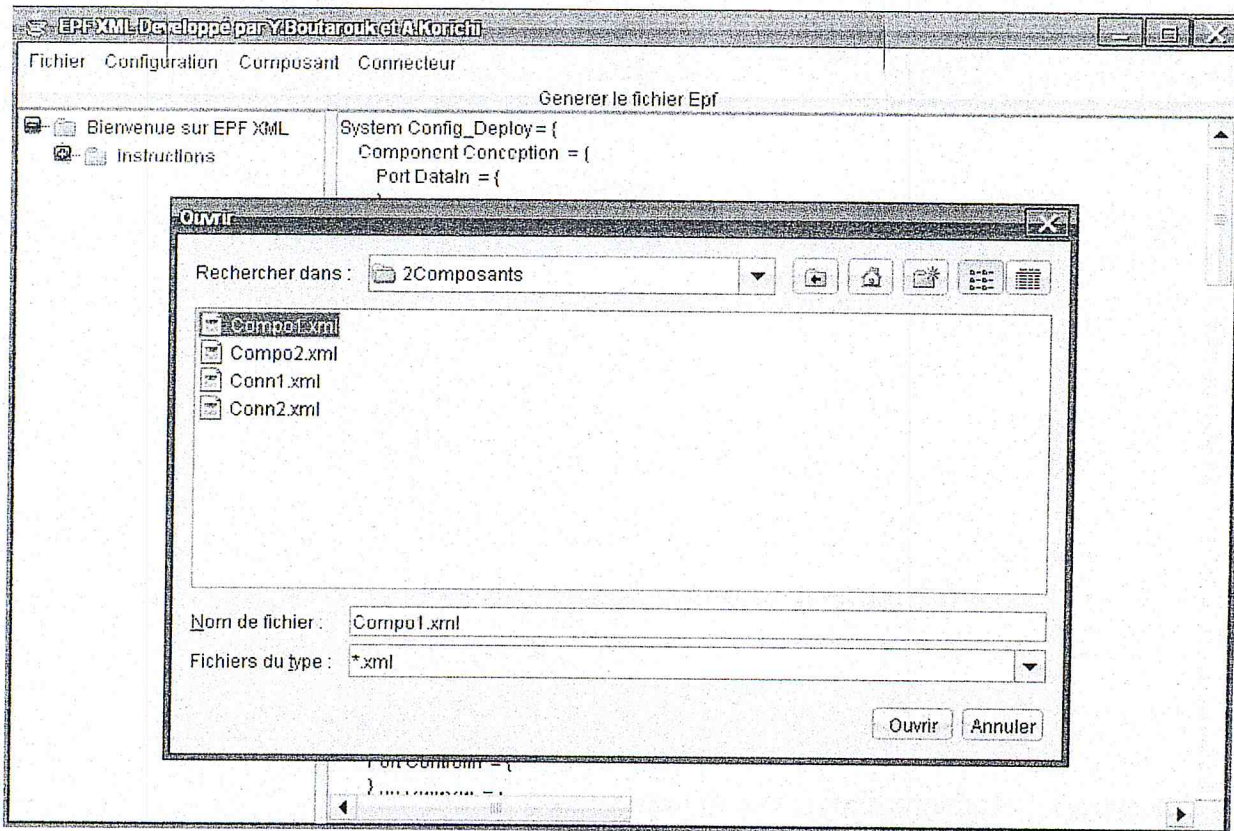 EPF XML Developpé par Y.Boutarouk et A.Korichi
Fichier Configuration Composant Connecteur
Generer le fichier Epf
Bienvenue sur EPF XML
Instructions
System Config_Deploy= {
Component Conception = {
Port DataIn = {
Ouvrir
Rechercher dans :
2Composants
Compo1.xml
Compo2.xml
Conn1.xml
Conn2.xml
Nom de fichier :
Compo1.xml
Fichiers du type :
*.xml
Ouvrir
Annuler
Port ControlIn = {
}